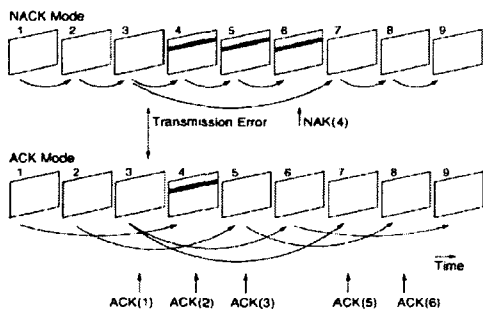 NACK Mode
1 2 3 4 5 6 7 8 9
Transmission Error
NAK(4)
ACK Mode
1 2 3 4 5 6 7 8 9
Time
ACK(1) ACK(2) ACK(3) ACK(5) ACK(6)